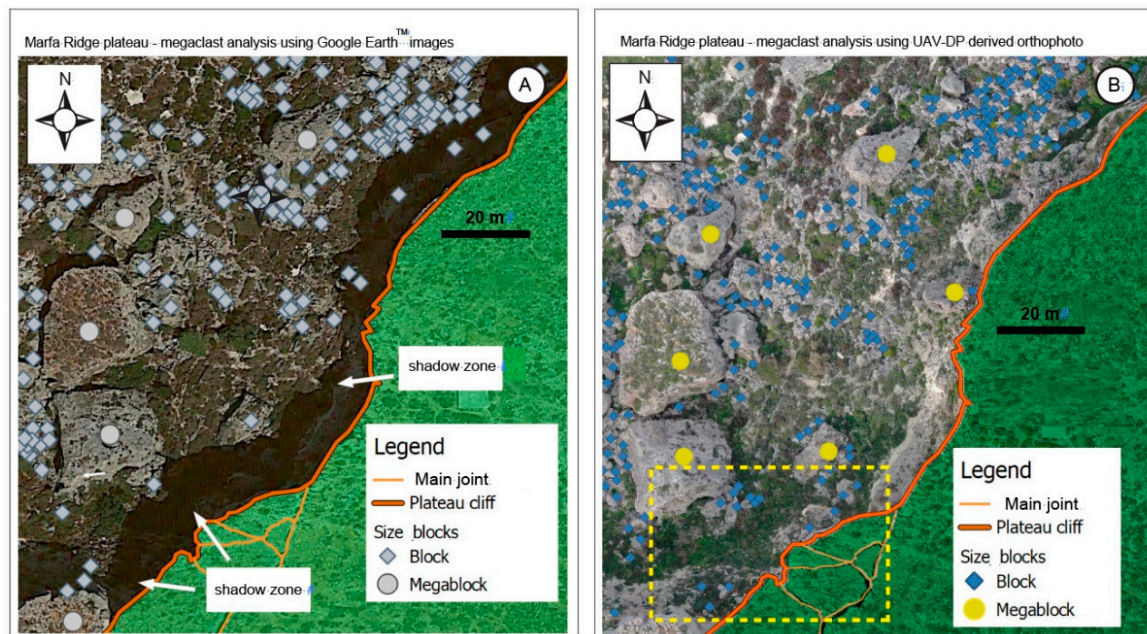 Marfa Ridge plateau - megaclast analysis using Google Earth™ images
N
A
20 m
shadow zone
shadow zone
Legend
Main joint
Plateau cliff
Size blocks
Block
Megablock
Marfa Ridge plateau - megaclast analysis using UAV-DP derived orthophoto
N
B
20 m
Legend
Main joint
Plateau cliff
Size blocks
Block
Megablock